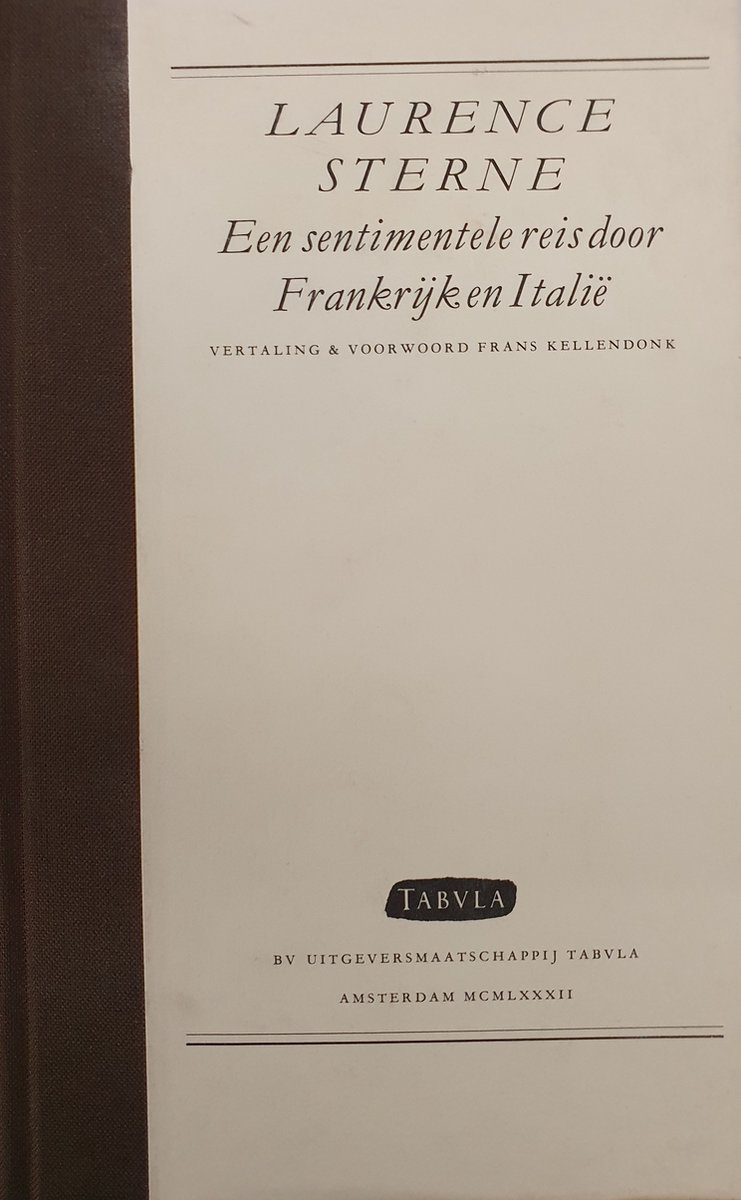 LAURENCE
STERNE
Een sentimentele reis door
Frankrijk en Italië
VERTALING & VOORWOORD FRANS KELLENDONK
TABVLA
BV UITGEVERSMAATSCHAPPIJ TABVLA
AMSTERDAM MCMLXXXII